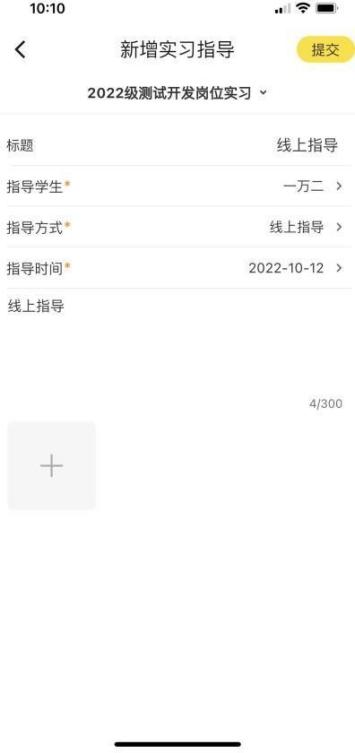 10:10
新增实习指导
提交
2022级测试开发岗位实习
标题 线上指导
指导学生* 一万二
指导方式* 线上指导
指导时间* 2022-10-12
线上指导
4/300